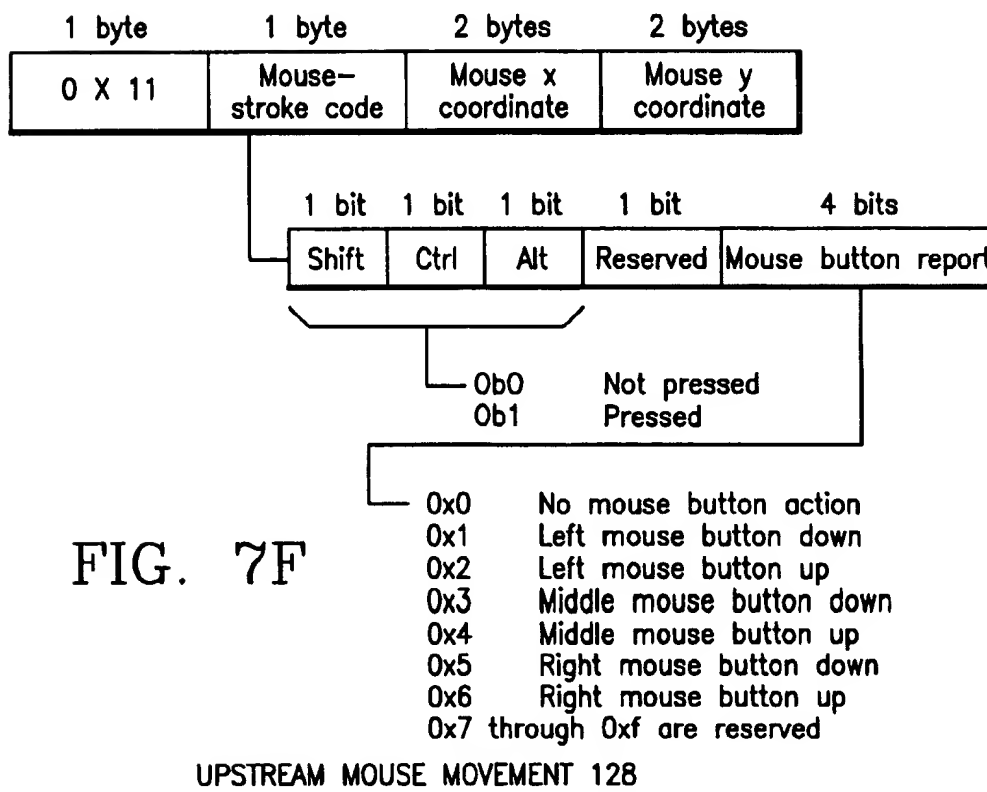 1 byte 1 byte 2 bytes 2 bytes
0 X 11 Mouse- stroke code Mouse x coordinate Mouse y coordinate
1 bit 1 bit 1 bit 1 bit 4 bits
Shift Ctrl Alt Reserved Mouse button report
0b0 Not pressed
0b1 Pressed
0x0 No mouse button action
0x1 Left mouse button down
0x2 Left mouse button up
0x3 Middle mouse button down
0x4 Middle mouse button up
0x5 Right mouse button down
0x6 Right mouse button up
0x7 through 0xf are reserved
FIG. 7F
UPSTREAM MOUSE MOVEMENT 128